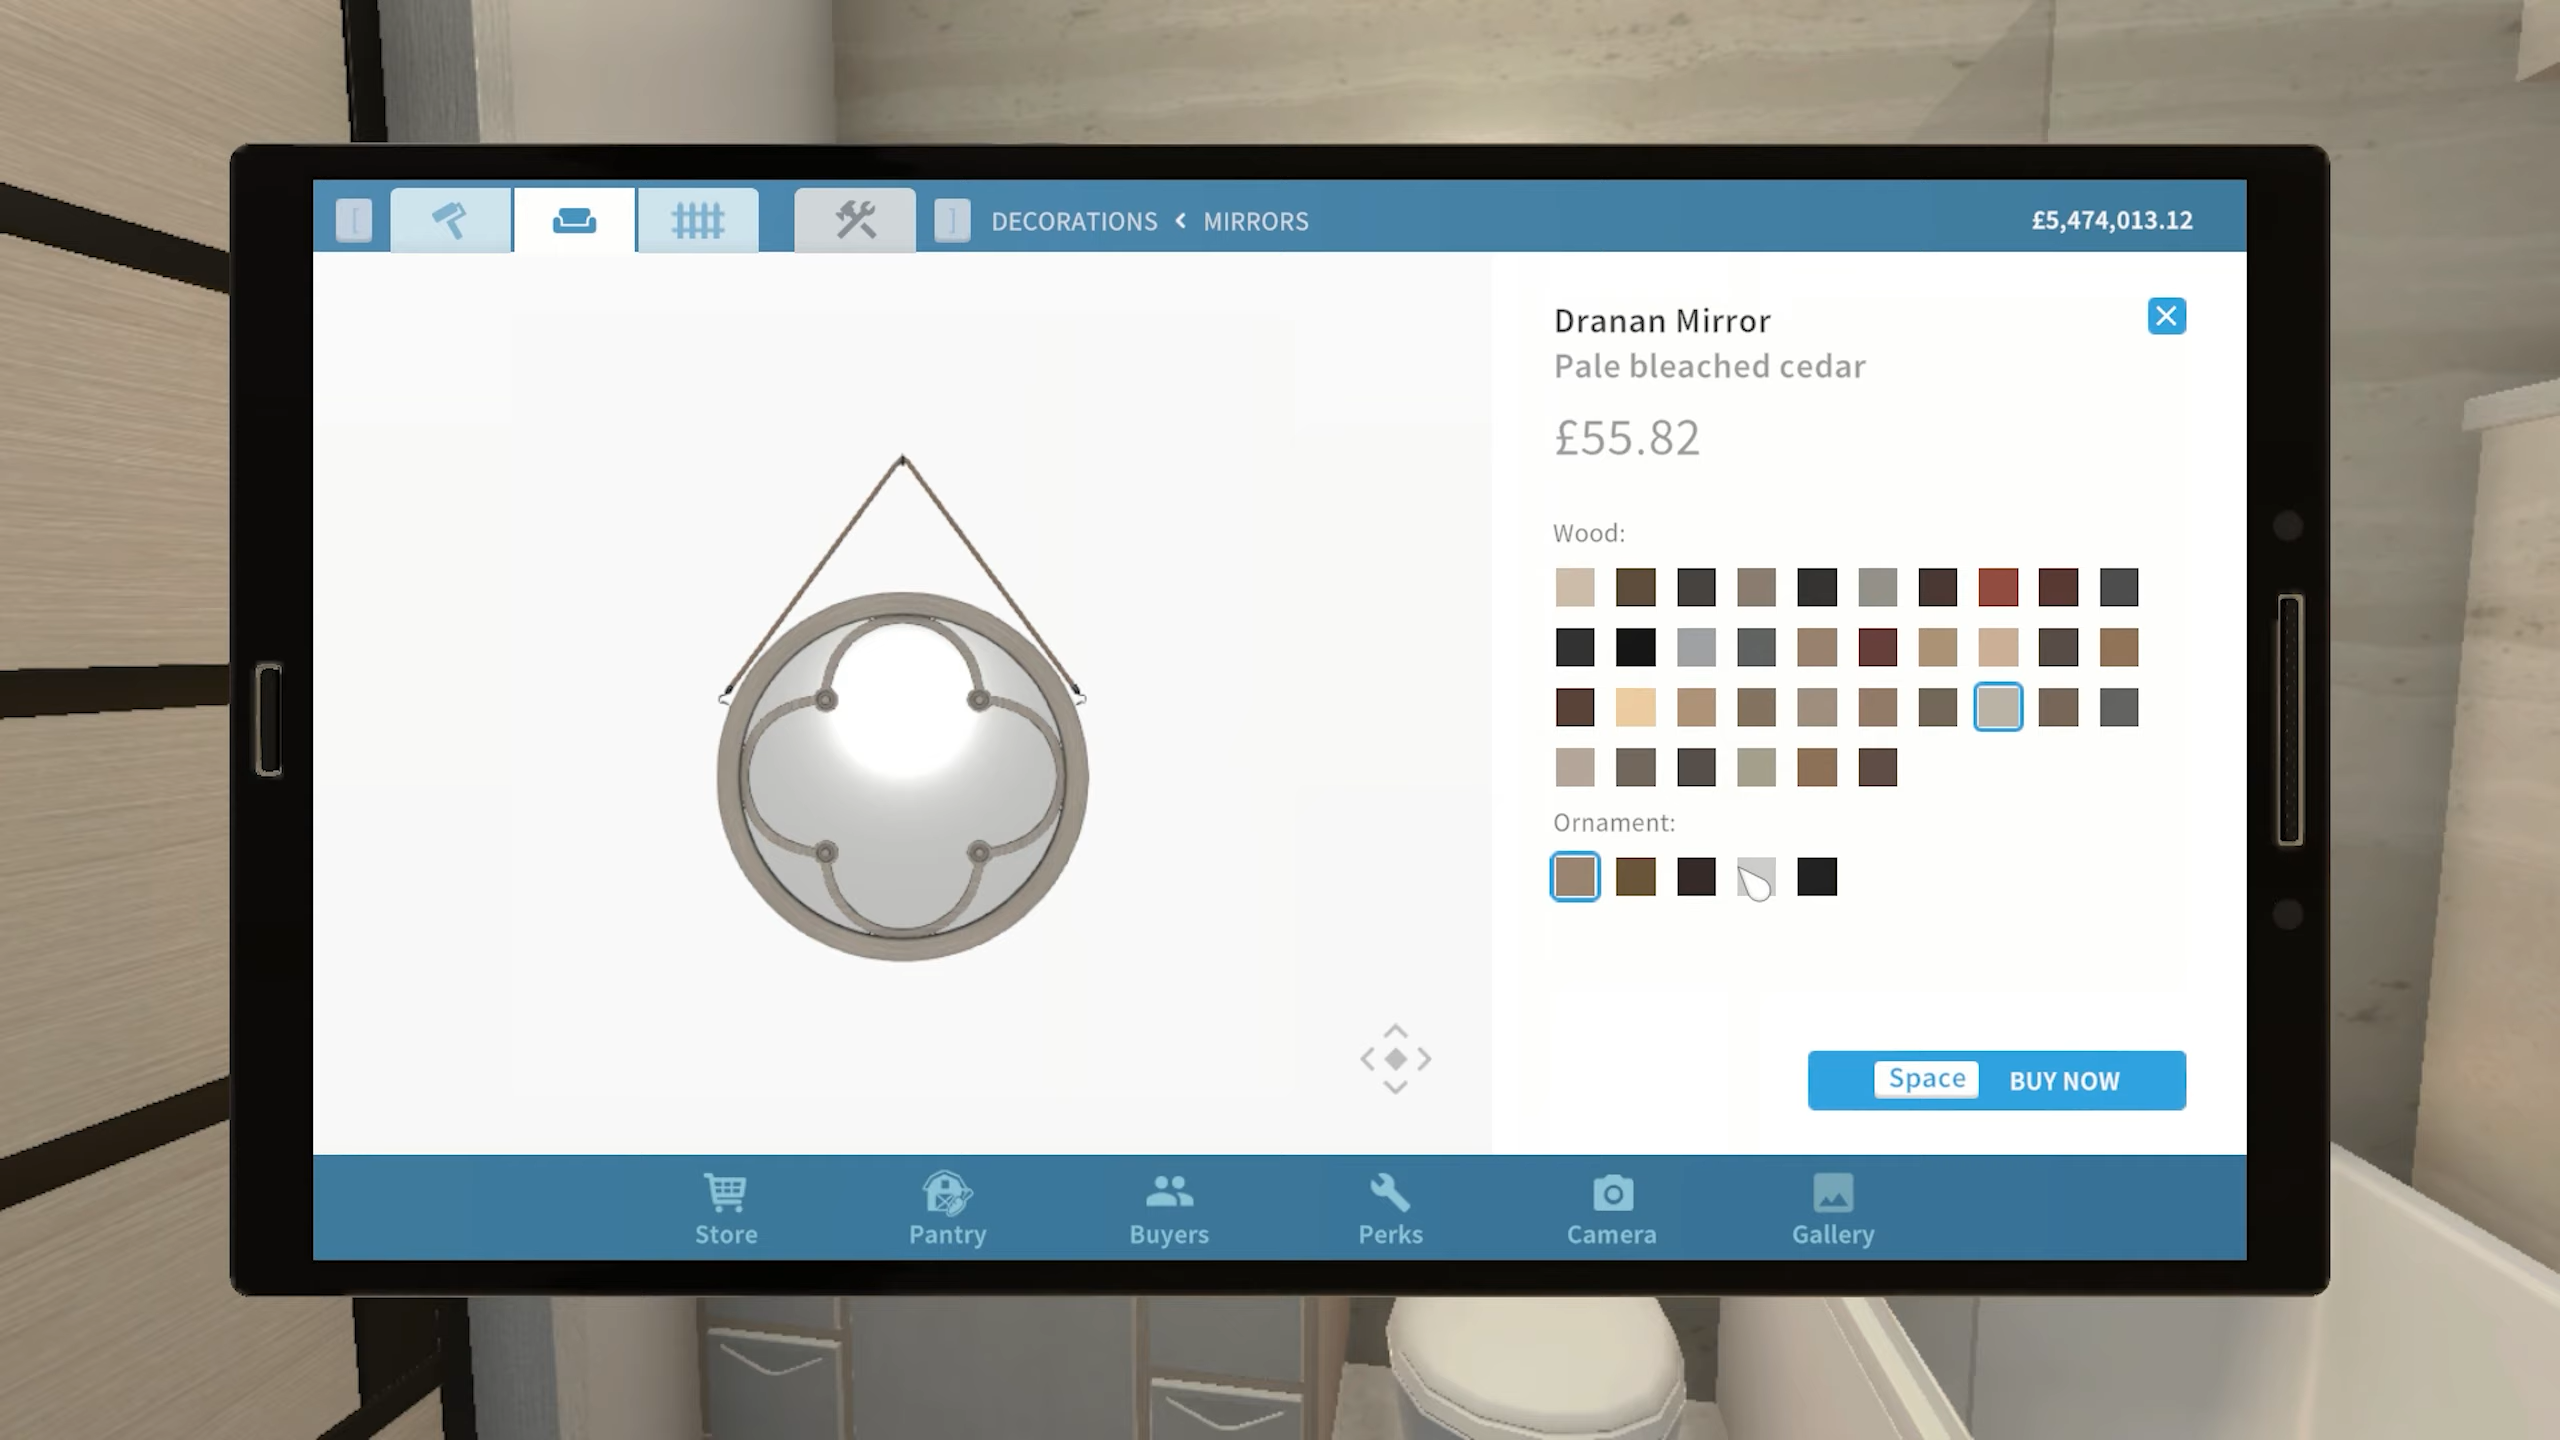 [
]
DECORATIONS < MIRRORS
£5,474,013.12
Dranan Mirror
Pale bleached cedar
£55.82
Wood:
Ornament:
Space BUY NOW
Store
Pantry
Buyers
Perks
Camera
Gallery